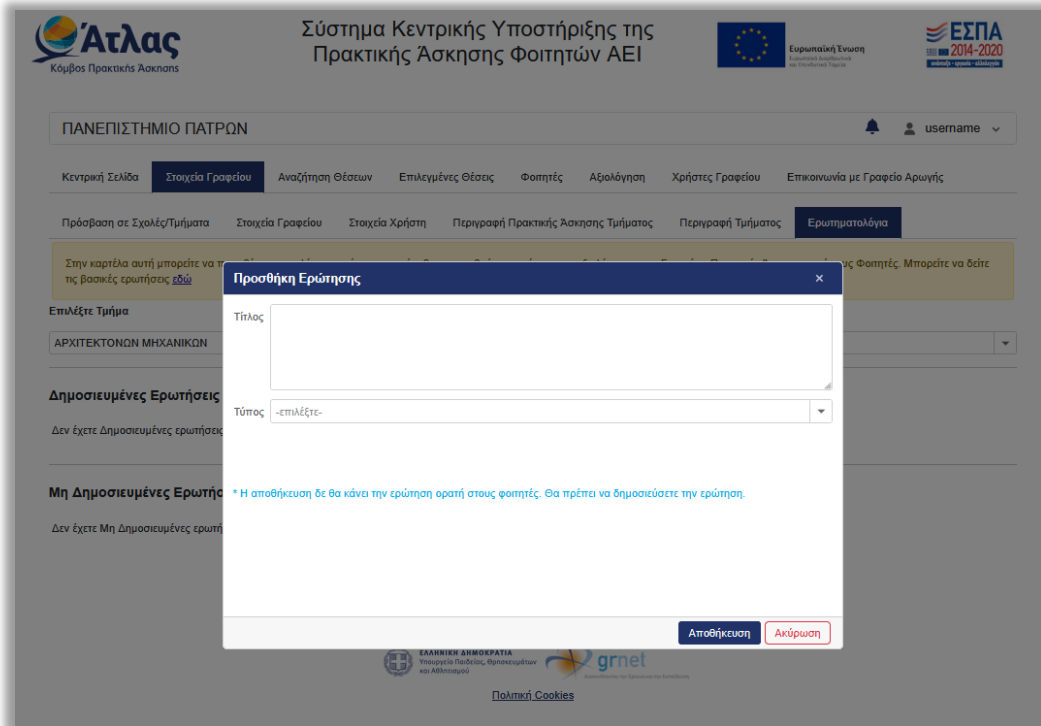 Άτλας
Κόμβος Πρακτικής Άσκησης
Σύστημα Κεντρικής Υποστήριξης της
Πρακτικής Άσκησης Φοιτητών ΑΕΙ
Ευρωπαϊκή Ένωση
ΕΣΠΑ
2014-2020
ανάπτυξη - εργασία - αλληλεγγύη
ΠΑΝΕΠΙΣΤΗΜΙΟ ΠΑΤΡΩΝ
username
Κεντρική Σελίδα Στοιχεία Γραφείου Αναζήτηση Θέσεων Επιλεγμένες Θέσεις Φοιτητές Αξιολόγηση Χρήστες Γραφείου Επικοινωνία με Γραφείο Αρωγής
Πρόσβαση σε Σχολές/Τμήματα Στοιχεία Γραφείου Στοιχεία Χρήστη Περιγραφή Πρακτικής Άσκησης Τμήματος Περιγραφή Τμήματος Ερωτηματολόγια
Στην καρτέλα αυτή μπορείτε να Φοιτητές. Μπορείτε να δείτε
τις βασικές ερωτήσεις εδώ
Επιλέξτε Τμήμα
ΑΡΧΙΤΕΚΤΟΝΩΝ ΜΗΧΑΝΙΚΩΝ
Προσθήκη Ερώτησης ×
Τίτλος
Τύπος -επιλέξτε-
* Η αποθήκευση δε θα κάνει την ερώτηση ορατή στους φοιτητές. Θα πρέπει να δημοσιεύσετε την ερώτηση.
Αποθήκευση Ακύρωση
Δημοσιευμένες Ερωτήσεις
Δεν έχετε Δημοσιευμένες ερωτήσεις
Μη Δημοσιευμένες Ερωτήσ
Δεν έχετε Μη Δημοσιευμένες ερωτή
ΕΛΛΗΝΙΚΗ ΔΗΜΟΚΡΑΤΙΑ
Υπουργείο Παιδείας, Θρησκευμάτων
και Αθλητισμού
grnet
Πολιτική Cookies